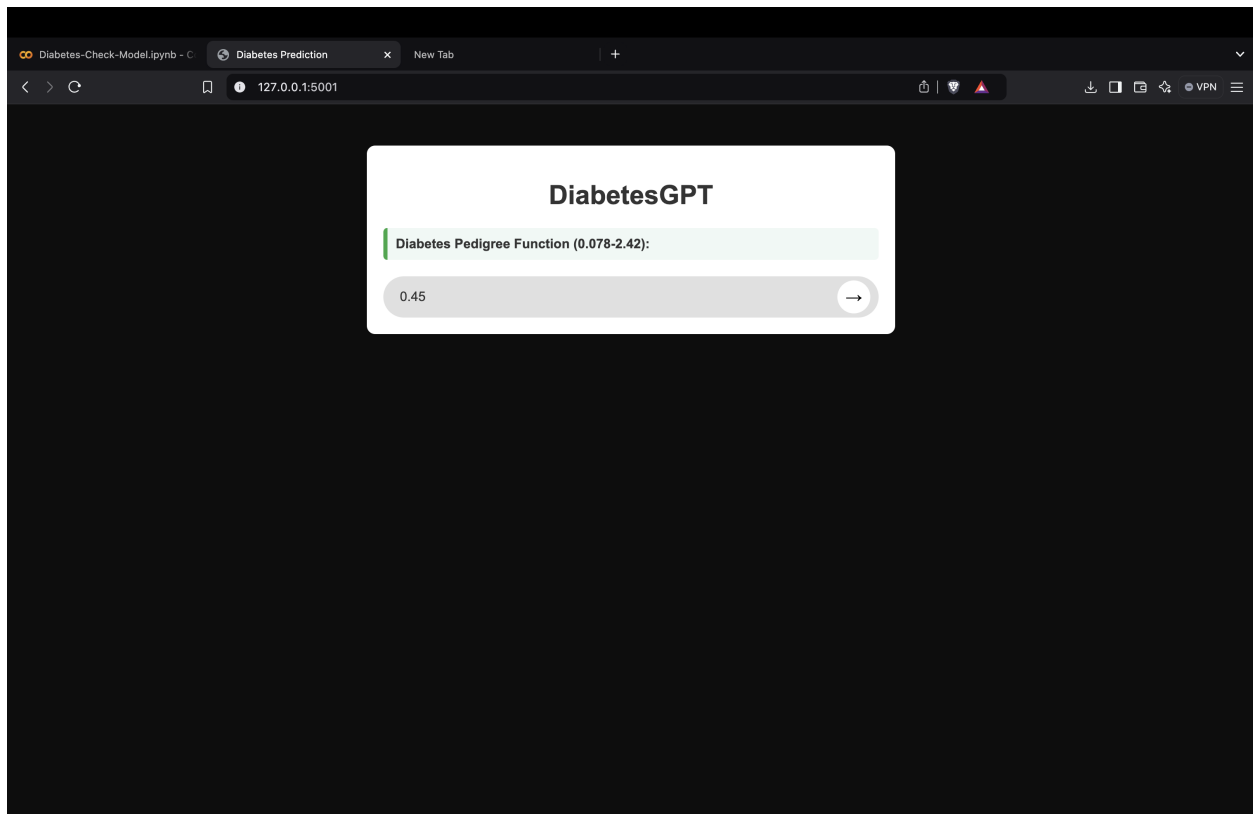 Diabetes-Check-Model.ipynb - C
Diabetes Prediction
New Tab
127.0.0.1:5001
VPN
DiabetesGPT
Diabetes Pedigree Function (0.078-2.42):
0.45